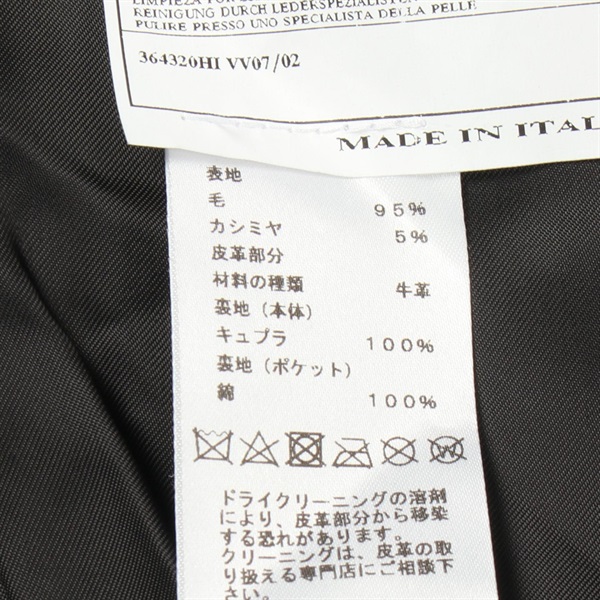 REINIGUNG DURCH LEDERSPEZIALISTEN
PULIRE PRESSO UNO SPECIALISTA DELLA PELLE
364320HI VV07/02
MADE IN ITAL
表地
毛 95%
カシミヤ 5%
皮革部分
材料の種類 牛革
裏地(本体)
キュプラ 100%
裏地(ポケット)
綿 100%
ドライクリーニングの溶剤
により、皮革部分から移染
する恐れがあります。
クリーニングは、皮革の取
り扱える専門店にご相談下
さい。